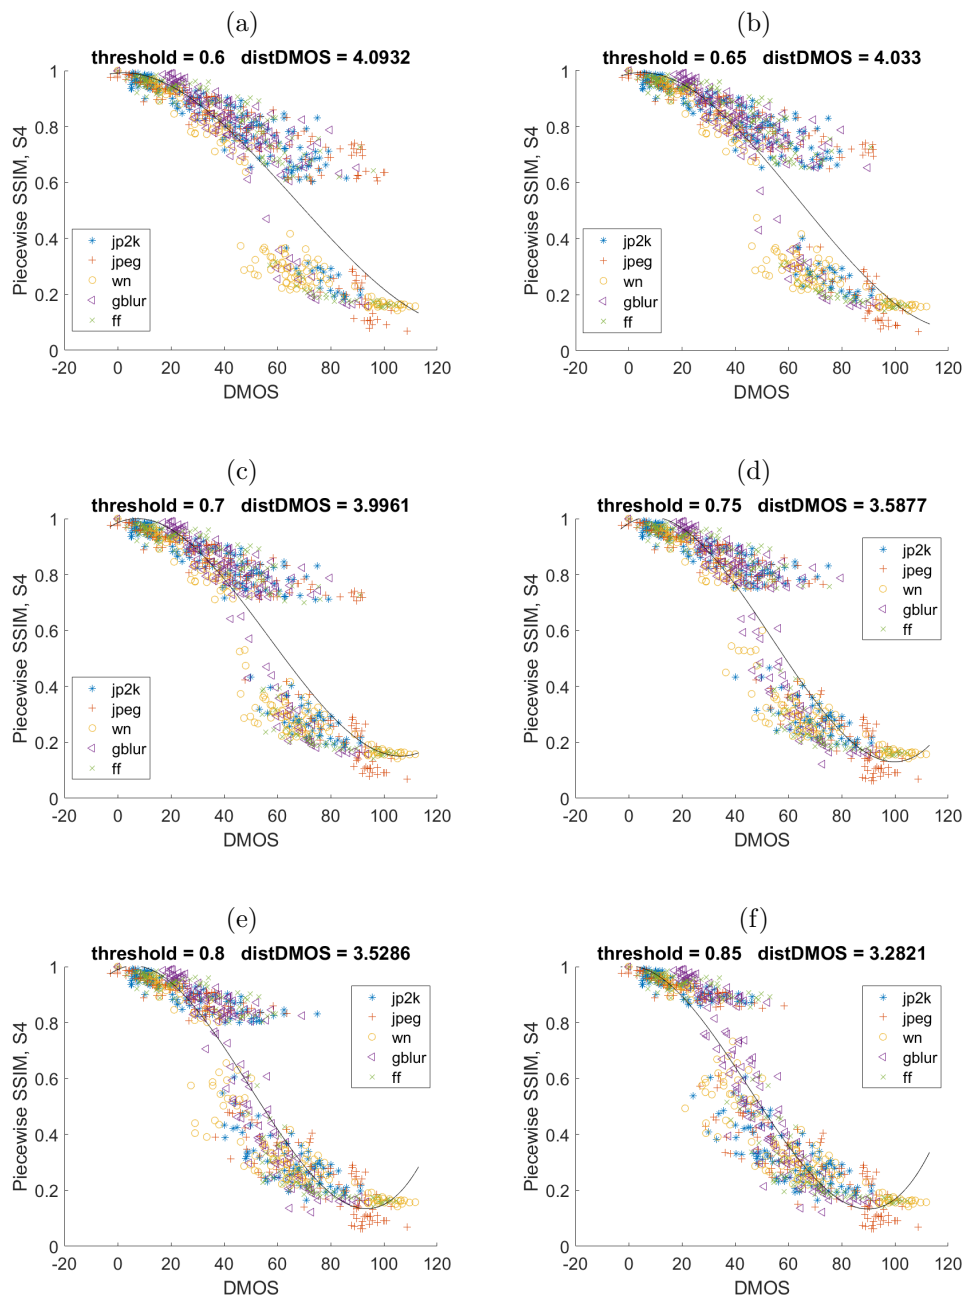 (a)
threshold = 0.6 distDMOS = 4.0932
Piecewise SSIM, S4
1
0.8
0.6
0.4
0.2
0
jp2k
jpeg
wn
gblur
ff
-20 0 20 40 60 80 100 120
DMOS
(b)
threshold = 0.65 distDMOS = 4.033
Piecewise SSIM, S4
1
0.8
0.6
0.4
0.2
0
jp2k
jpeg
wn
gblur
ff
-20 0 20 40 60 80 100 120
DMOS
(c)
threshold = 0.7 distDMOS = 3.9961
Piecewise SSIM, S4
1
0.8
0.6
0.4
0.2
0
jp2k
jpeg
wn
gblur
ff
-20 0 20 40 60 80 100 120
DMOS
(d)
threshold = 0.75 distDMOS = 3.5877
Piecewise SSIM, S4
1
0.8
0.6
0.4
0.2
0
jp2k
jpeg
wn
gblur
ff
-20 0 20 40 60 80 100 120
DMOS
(e)
threshold = 0.8 distDMOS = 3.5286
Piecewise SSIM, S4
1
0.8
0.6
0.4
0.2
0
jp2k
jpeg
wn
gblur
ff
-20 0 20 40 60 80 100 120
DMOS
(f)
threshold = 0.85 distDMOS = 3.2821
Piecewise SSIM, S4
1
0.8
0.6
0.4
0.2
0
jp2k
jpeg
wn
gblur
ff
-20 0 20 40 60 80 100 120
DMOS